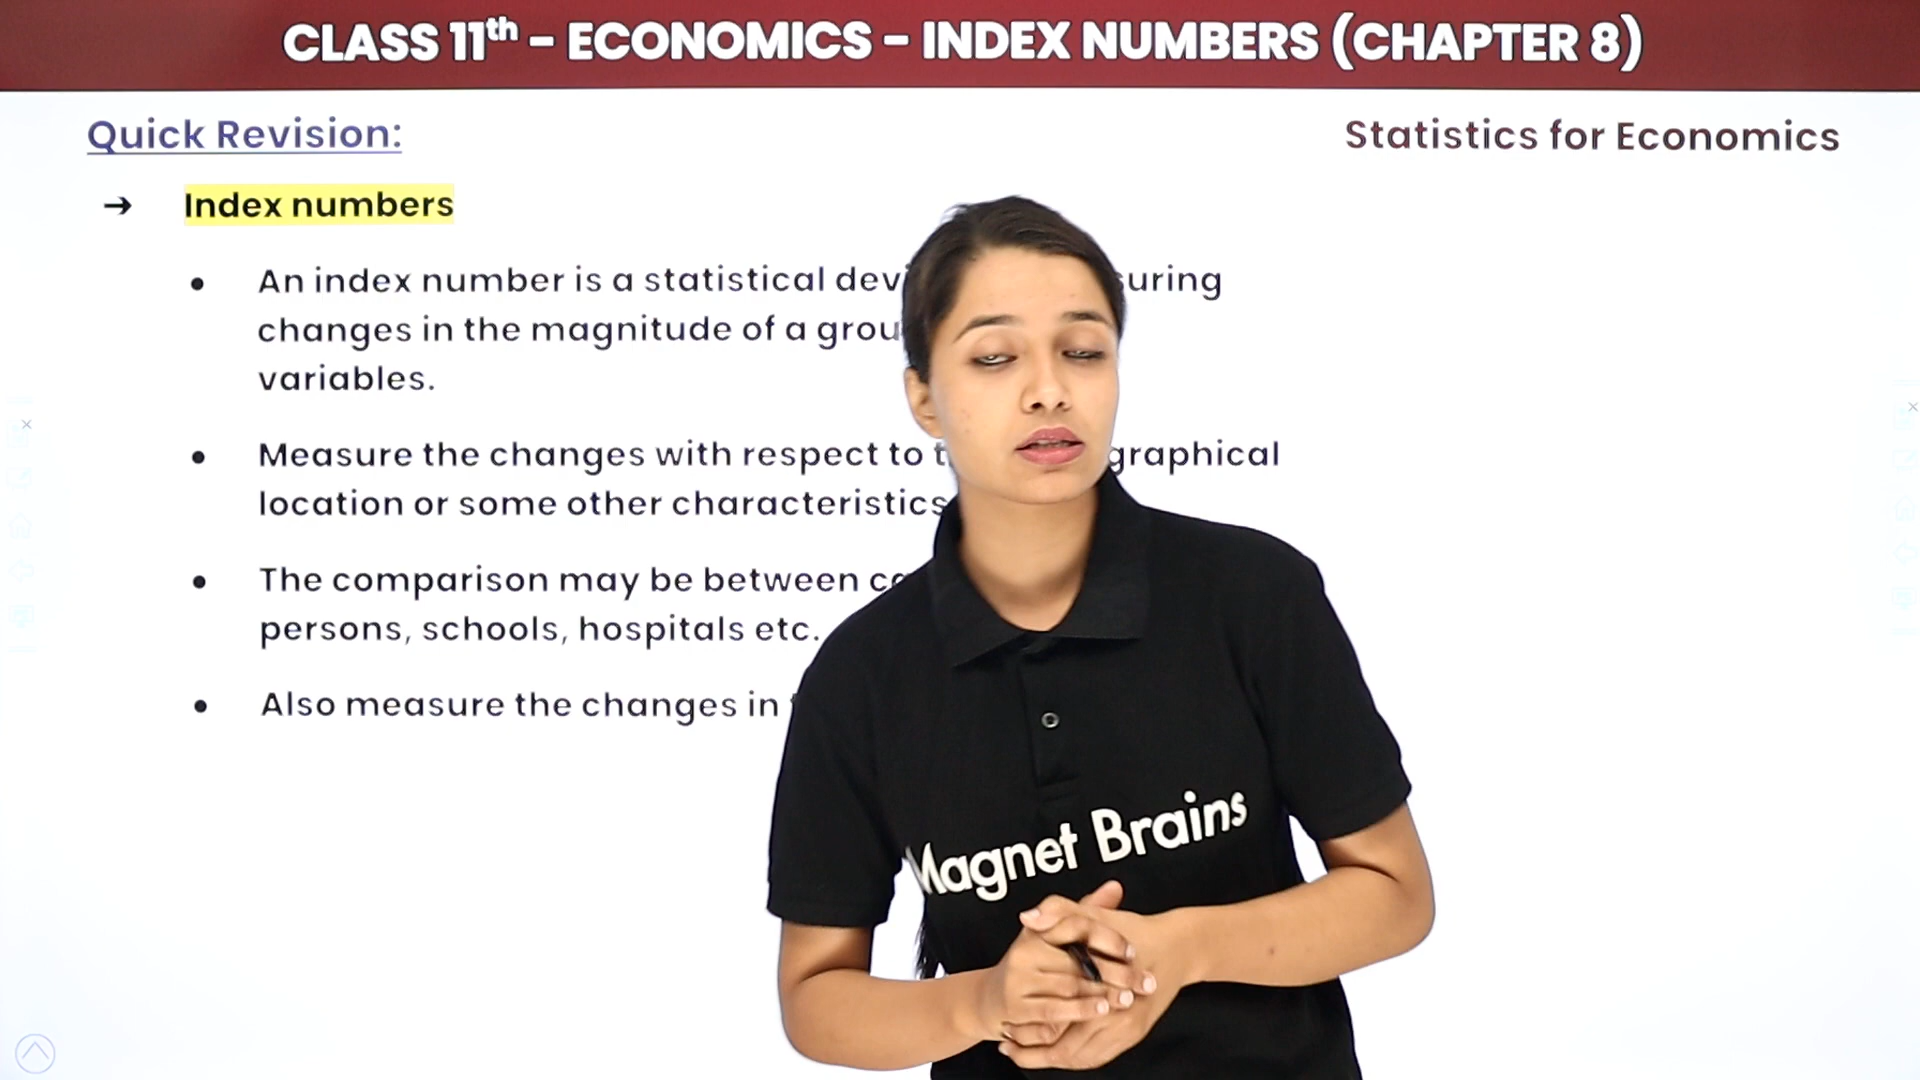 CLASS 11th – ECONOMICS – INDEX NUMBERS (CHAPTER 8)
Quick Revision:
Statistics for Economics
➔ Index numbers
• An index number is a statistical uring
changes in the magnitude of a
variables.
• Measure the changes with respect to graphical
location or some other characteristics
• The comparison may be between
persons, schools, hospitals etc.
• Also measure the changes in
Magnet Brains